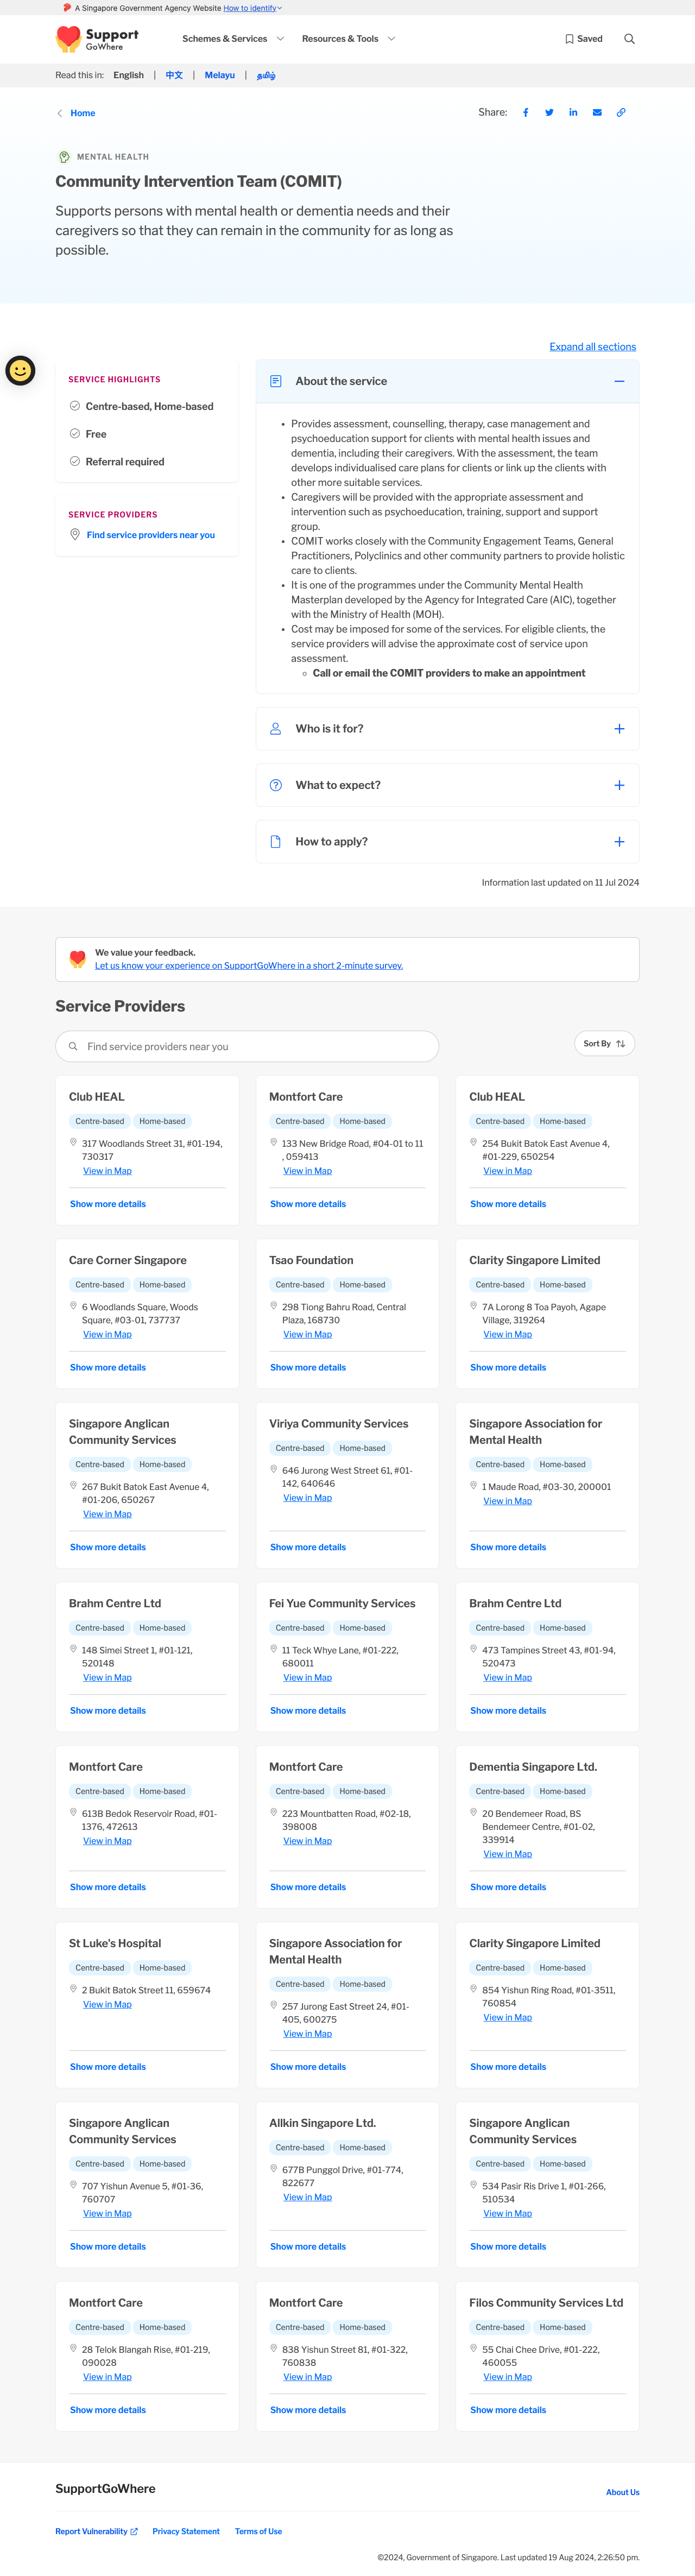 A Singapore Government Agency Website How to identify
Support
GoWhere
Schemes & Services
Resources & Tools
Saved
Read this in:
English
|
中文
|
Melayu
|
தமிழ்
Home
Share:
MENTAL HEALTH
Community Intervention Team (COMIT)
Supports persons with mental health or dementia needs and their
caregivers so that they can remain in the community for as long as
possible.
Expand all sections
SERVICE HIGHLIGHTS
Centre-based, Home-based
Free
Referral required
SERVICE PROVIDERS
Find service providers near you
About the service
• Provides assessment, counselling, therapy, case management and
psychoeducation support for clients with mental health issues and
dementia, including their caregivers. With the assessment, the team
develops individualised care plans for clients or link up the clients with
other more suitable services.
• Caregivers will be provided with the appropriate assessment and
intervention such as psychoeducation, training, support and support
group.
• COMIT works closely with the Community Engagement Teams, General
Practitioners, Polyclinics and other community partners to provide holistic
care to clients.
• It is one of the programmes under the Community Mental Health
Masterplan developed by the Agency for Integrated Care (AIC), together
with the Ministry of Health (MOH).
• Cost may be imposed for some of the services. For eligible clients, the
service providers will advise the approximate cost of service upon
assessment.
◦ Call or email the COMIT providers to make an appointment
Who is it for?
What to expect?
How to apply?
Information last updated on 11 Jul 2024
We value your feedback.
Let us know your experience on SupportGoWhere in a short 2-minute survey.
Service Providers
Find service providers near you
Sort By
Club HEAL
Centre-based
Home-based
317 Woodlands Street 31, #01-194,
730317
View in Map
Show more details
Montfort Care
Centre-based
Home-based
133 New Bridge Road, #04-01 to 11
, 059413
View in Map
Show more details
Club HEAL
Centre-based
Home-based
254 Bukit Batok East Avenue 4,
#01-229, 650254
View in Map
Show more details
Care Corner Singapore
Centre-based
Home-based
6 Woodlands Square, Woods
Square, #03-01, 737737
View in Map
Show more details
Tsao Foundation
Centre-based
Home-based
298 Tiong Bahru Road, Central
Plaza, 168730
View in Map
Show more details
Clarity Singapore Limited
Centre-based
Home-based
7A Lorong 8 Toa Payoh, Agape
Village, 319264
View in Map
Show more details
Singapore Anglican
Community Services
Centre-based
Home-based
267 Bukit Batok East Avenue 4,
#01-206, 650267
View in Map
Show more details
Viriya Community Services
Centre-based
Home-based
646 Jurong West Street 61, #01-
142, 640646
View in Map
Show more details
Singapore Association for
Mental Health
Centre-based
Home-based
1 Maude Road, #03-30, 200001
View in Map
Show more details
Brahm Centre Ltd
Centre-based
Home-based
148 Simei Street 1, #01-121,
520148
View in Map
Show more details
Fei Yue Community Services
Centre-based
Home-based
11 Teck Whye Lane, #01-222,
680011
View in Map
Show more details
Brahm Centre Ltd
Centre-based
Home-based
473 Tampines Street 43, #01-94,
520473
View in Map
Show more details
Montfort Care
Centre-based
Home-based
613B Bedok Reservoir Road, #01-
1376, 472613
View in Map
Show more details
Montfort Care
Centre-based
Home-based
223 Mountbatten Road, #02-18,
398008
View in Map
Show more details
Dementia Singapore Ltd.
Centre-based
Home-based
20 Bendemeer Road, BS
Bendemeer Centre, #01-02,
339914
View in Map
Show more details
St Luke's Hospital
Centre-based
Home-based
2 Bukit Batok Street 11, 659674
View in Map
Show more details
Singapore Association for
Mental Health
Centre-based
Home-based
257 Jurong East Street 24, #01-
405, 600275
View in Map
Show more details
Clarity Singapore Limited
Centre-based
Home-based
854 Yishun Ring Road, #01-3511,
760854
View in Map
Show more details
Singapore Anglican
Community Services
Centre-based
Home-based
707 Yishun Avenue 5, #01-36,
760707
View in Map
Show more details
Allkin Singapore Ltd.
Centre-based
Home-based
677B Punggol Drive, #01-774,
822677
View in Map
Show more details
Singapore Anglican
Community Services
Centre-based
Home-based
534 Pasir Ris Drive 1, #01-266,
510534
View in Map
Show more details
Montfort Care
Centre-based
Home-based
28 Telok Blangah Rise, #01-219,
090028
View in Map
Show more details
Montfort Care
Centre-based
Home-based
838 Yishun Street 81, #01-322,
760838
View in Map
Show more details
Filos Community Services Ltd
Centre-based
Home-based
55 Chai Chee Drive, #01-222,
460055
View in Map
Show more details
SupportGoWhere
About Us
Report Vulnerability
Privacy Statement
Terms of Use
©2024, Government of Singapore. Last updated 19 Aug 2024, 2:26:50 pm.